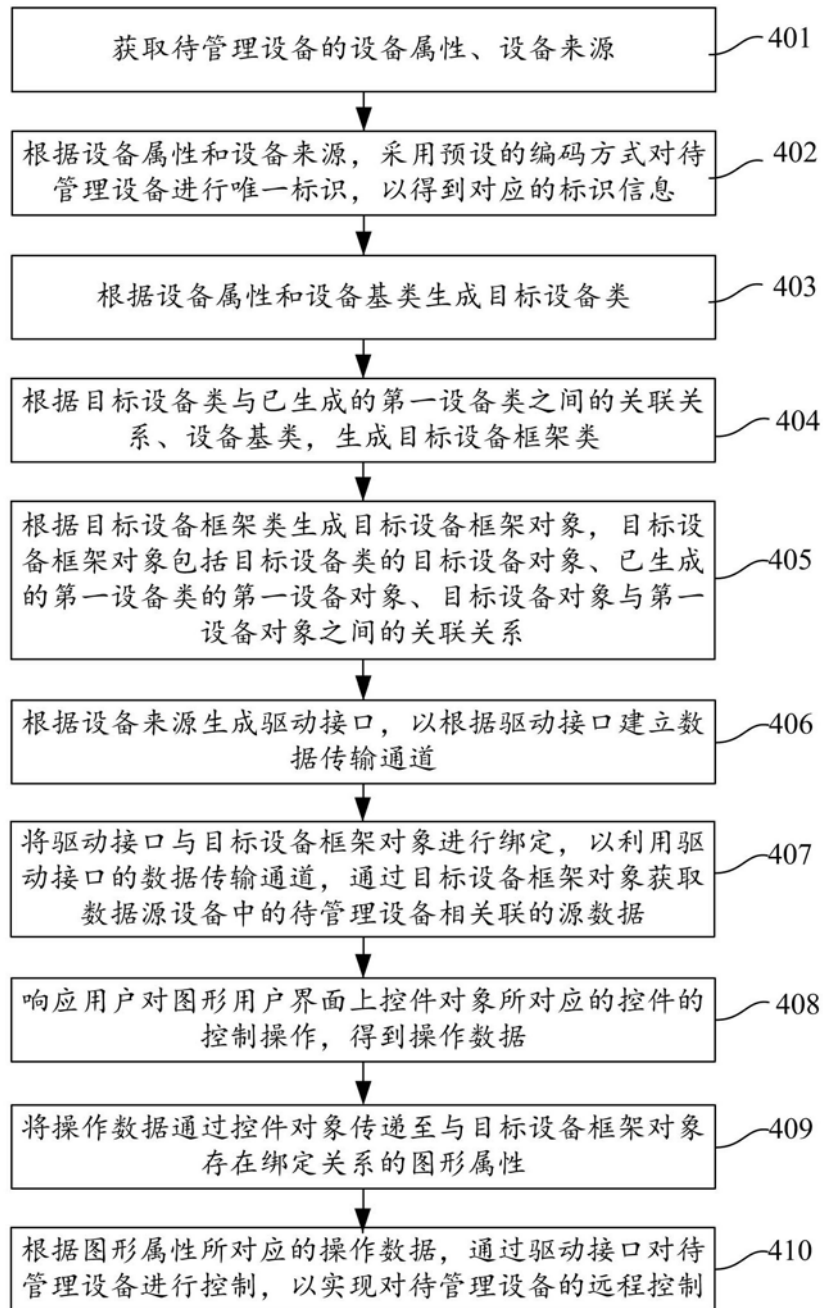 获取待管理设备的设备属性、设备来源
401
根据设备属性和设备来源，采用预设的编码方式对待
管理设备进行唯一标识，以得到对应的标识信息
402
根据设备属性和设备基类生成目标设备类
403
根据目标设备类与已生成的第一设备类之间的关联关
系、设备基类，生成目标设备框架类
404
根据目标设备框架类生成目标设备框架对象，目标设
备框架对象包括目标设备类的目标设备对象、已生成
的第一设备类的第一设备对象、目标设备对象与第一
设备对象之间的关联关系
405
根据设备来源生成驱动接口，以根据驱动接口建立数
据传输通道
406
将驱动接口与目标设备框架对象进行绑定，以利用驱
动接口的数据传输通道，通过目标设备框架对象获取
数据源设备中的待管理设备相关联的源数据
407
响应用户对图形用户界面上控件对象所对应的控件的
控制操作，得到操作数据
408
将操作数据通过控件对象传递至与目标设备框架对象
存在绑定关系的图形属性
409
根据图形属性所对应的操作数据，通过驱动接口对待
管理设备进行控制，以实现对待管理设备的远程控制
410